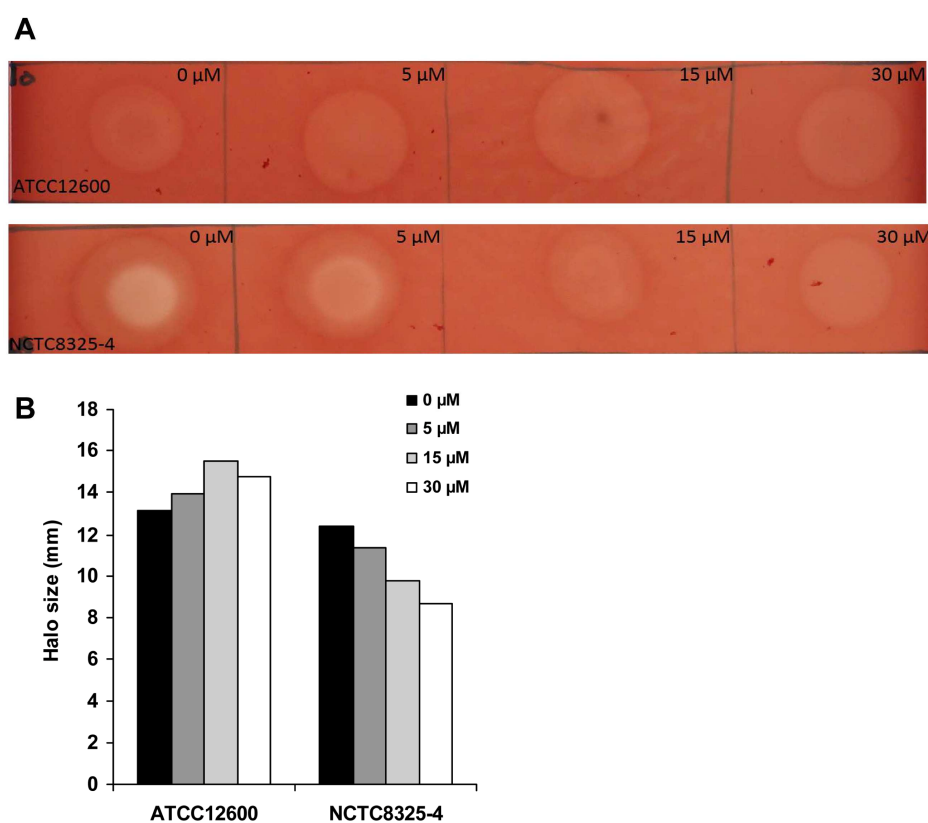 A
0 µM 5 µM 15 µM 30 µM
ATCC12600
0 µM 5 µM 15 µM 30 µM
NCTC8325-4
B
0 µM
5 µM
15 µM
30 µM
18
16
14
12
10
8
6
4
2
0
Halo size (mm)
ATCC12600 NCTC8325-4